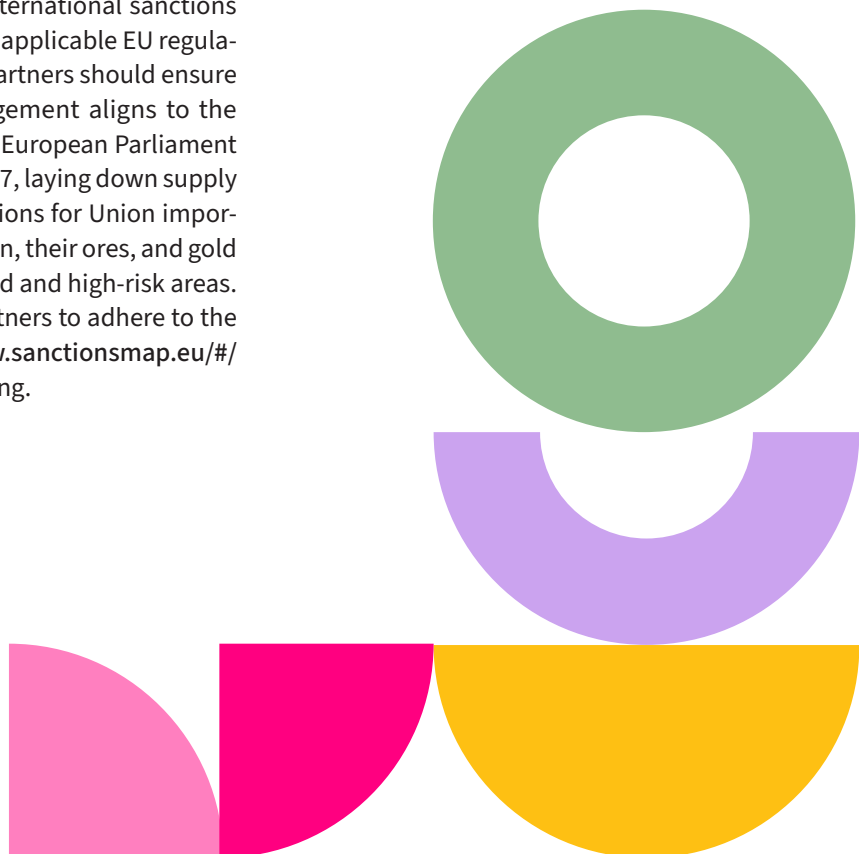 ternational sanctions
applicable EU regula-
artners should ensure
gement aligns to the
European Parliament
7, laying down supply
ions for Union impor-
n, their ores, and gold
d and high-risk areas.
tners to adhere to the
w.sanctionsmap.eu/#/
ng.